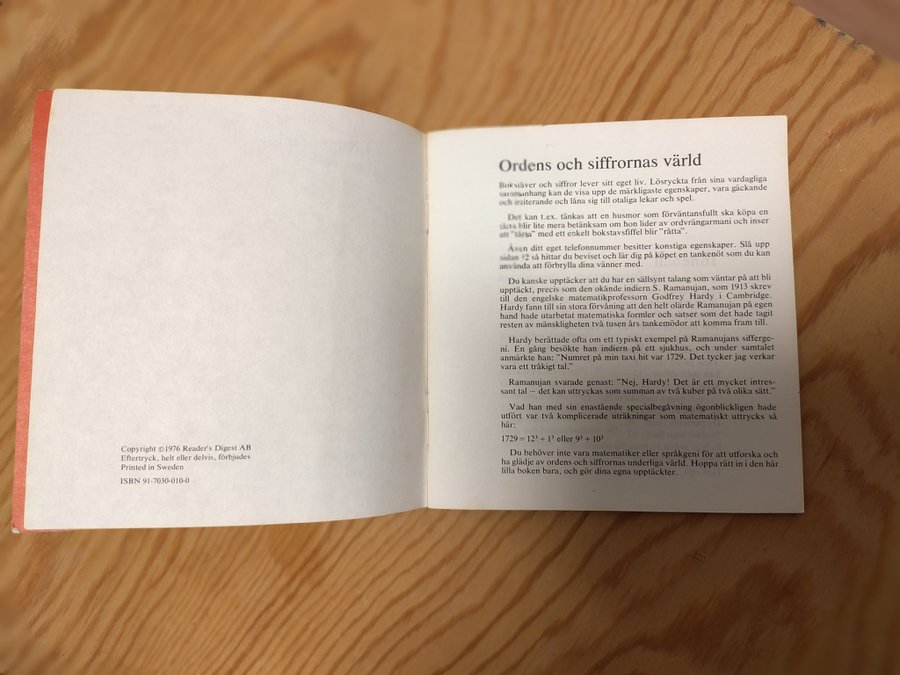 Copyright ©1976 Reader's Digest AB
Eftertryck, helt eller delvis, förbjudes
Printed in Sweden
ISBN 91-7030-010-0
Ordens och siffrornas värld
Bokstäver och siffror lever sitt eget liv. Lösryckta från sina vardagliga
sammanhang kan de visa upp de märkligaste egenskaper, vara gäckande
och irriterande och låna sig till otaliga lekar och spel.
Det kan t.ex. tänkas att en husmor som förväntansfullt ska köpa en
tårta blir lite mera betänksam om hon lider av ordvrängarmani och inser
att "tårta" med ett enkelt bokstavsfiffel blir "råtta".
Även ditt eget telefonnummer besitter konstiga egenskaper. Slå upp
sidan 12 så hittar du beviset och lär dig på köpet en tankenöt som du kan
använda att förbrylla dina vänner med.
Du kanske upptäcker att du har en sällsynt talang som väntar på att bli
upptäckt, precis som den okände indiern S. Ramanujan, som 1913 skrev
till den engelske matematikprofessorn Godfrey Hardy i Cambridge.
Hardy fann till sin stora förvåning att den helt olärde Ramanujan på egen
hand hade utarbetat matematiska formler och satser som det hade tagit
resten av mänskligheten två tusen års tankemödor att komma fram till.
Hardy berättade ofta om ett typiskt exempel på Ramanujans sifferge-
ni. En gång besökte han indiern på ett sjukhus, och under samtalet
anmärkte han: "Numret på min taxi hit var 1729. Det tycker jag verkar
vara ett tråkigt tal."
Ramanujan svarade genast: "Nej, Hardy! Det är ett mycket intres-
sant tal – det kan uttryckas som summan av två kuber på två olika sätt."
Vad han med sin enastående specialbegåvning ögonblickligen hade
utfört var två komplicerade uträkningar som matematiskt uttrycks så
här:
1729 = 12³ + 1³ eller 9³ + 10³
Du behöver inte vara matematiker eller språkgeni för att utforska och
ha glädje av ordens och siffrornas underliga värld. Hoppa rätt in i den här
lilla boken bara, och gör dina egna upptäckter.